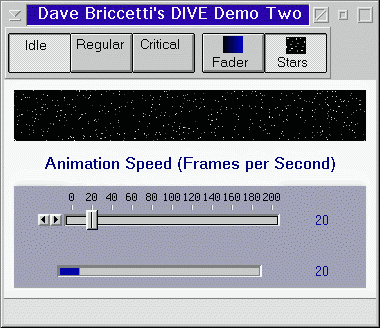 Dave Briccetti's DIVE Demo Two
Idle Regular Critical Fader Stars
Animation Speed (Frames per Second)
0 20 40 60 80 100 120 140 160 180 200
20
20